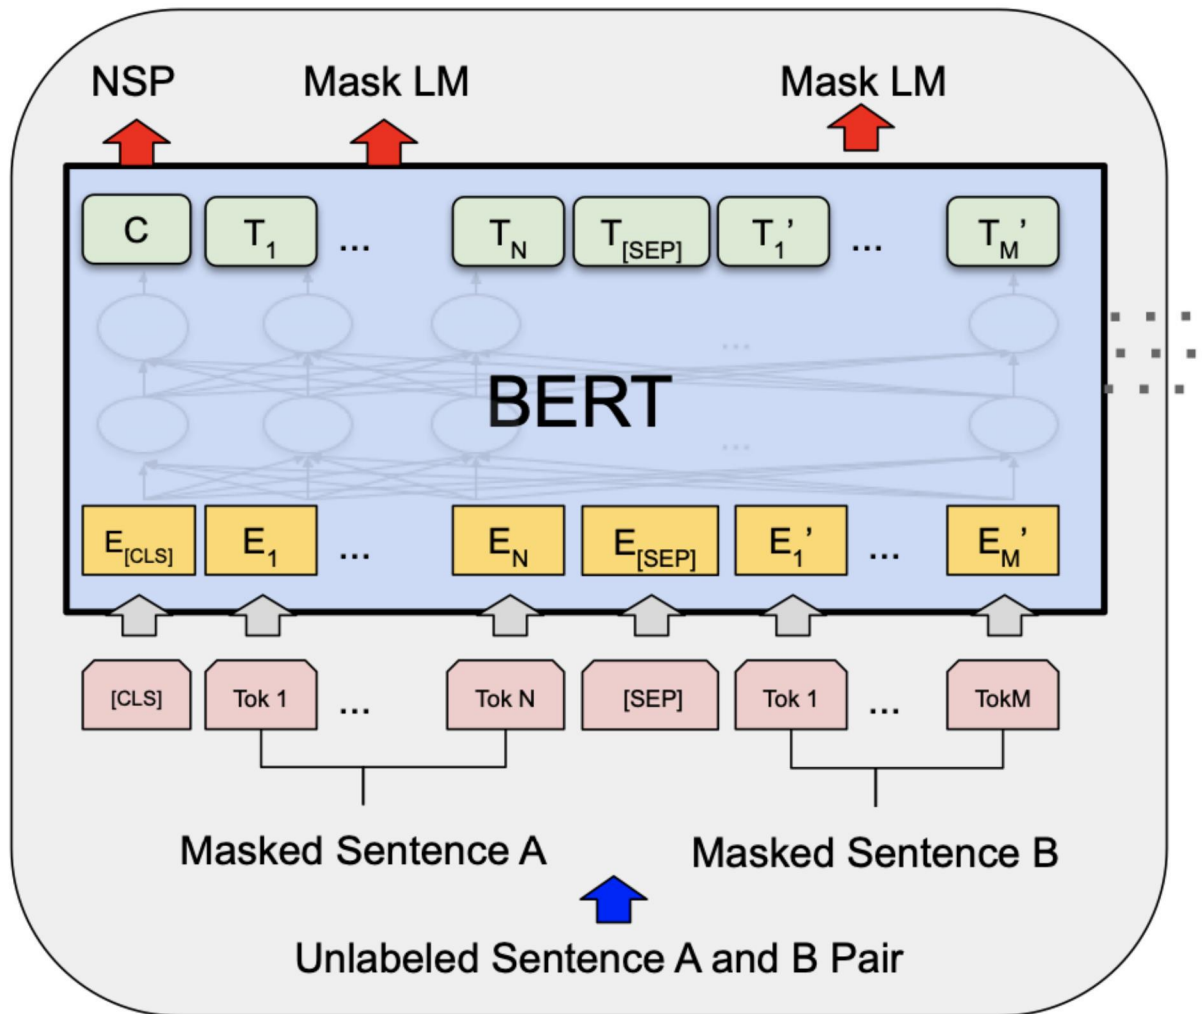 NSP Mask LM Mask LM
C T1 ... TN T[SEP] T1’ ... TM’
...
BERT
...
E[CLS] E1 ... EN E[SEP] E1’ ... EM’
[CLS] Tok 1 ... Tok N [SEP] Tok 1 ... TokM
Masked Sentence A Masked Sentence B
Unlabeled Sentence A and B Pair